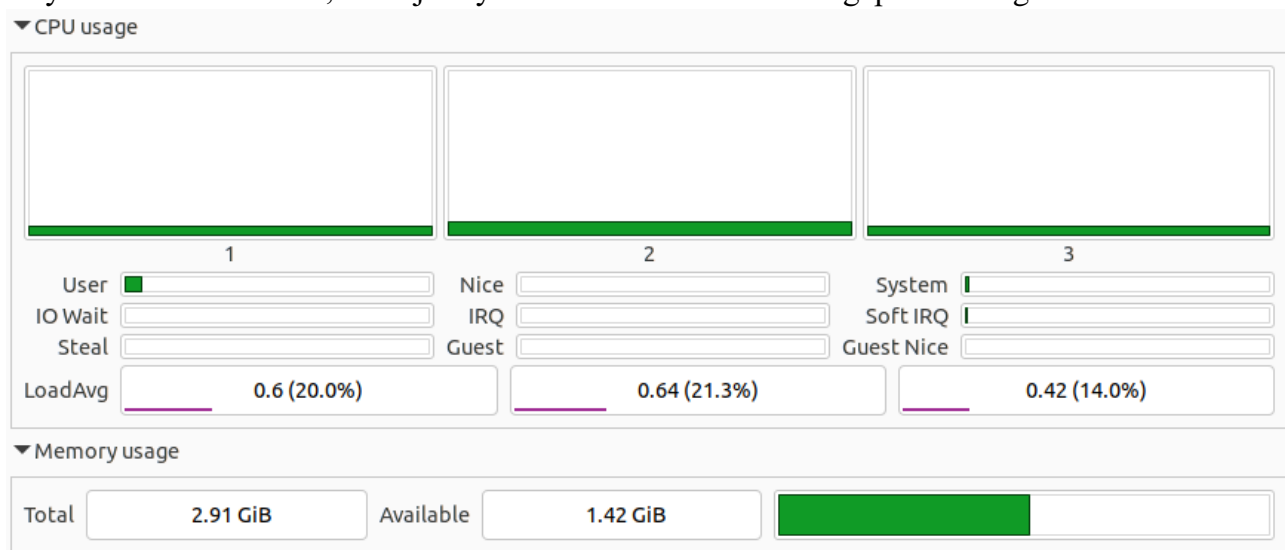 CPU usage
1 2 3
User Nice System
IO Wait IRQ Soft IRQ
Steal Guest Guest Nice
LoadAvg 0.6 (20.0%) 0.64 (21.3%) 0.42 (14.0%)
Memory usage
Total 2.91 GiB Available 1.42 GiB